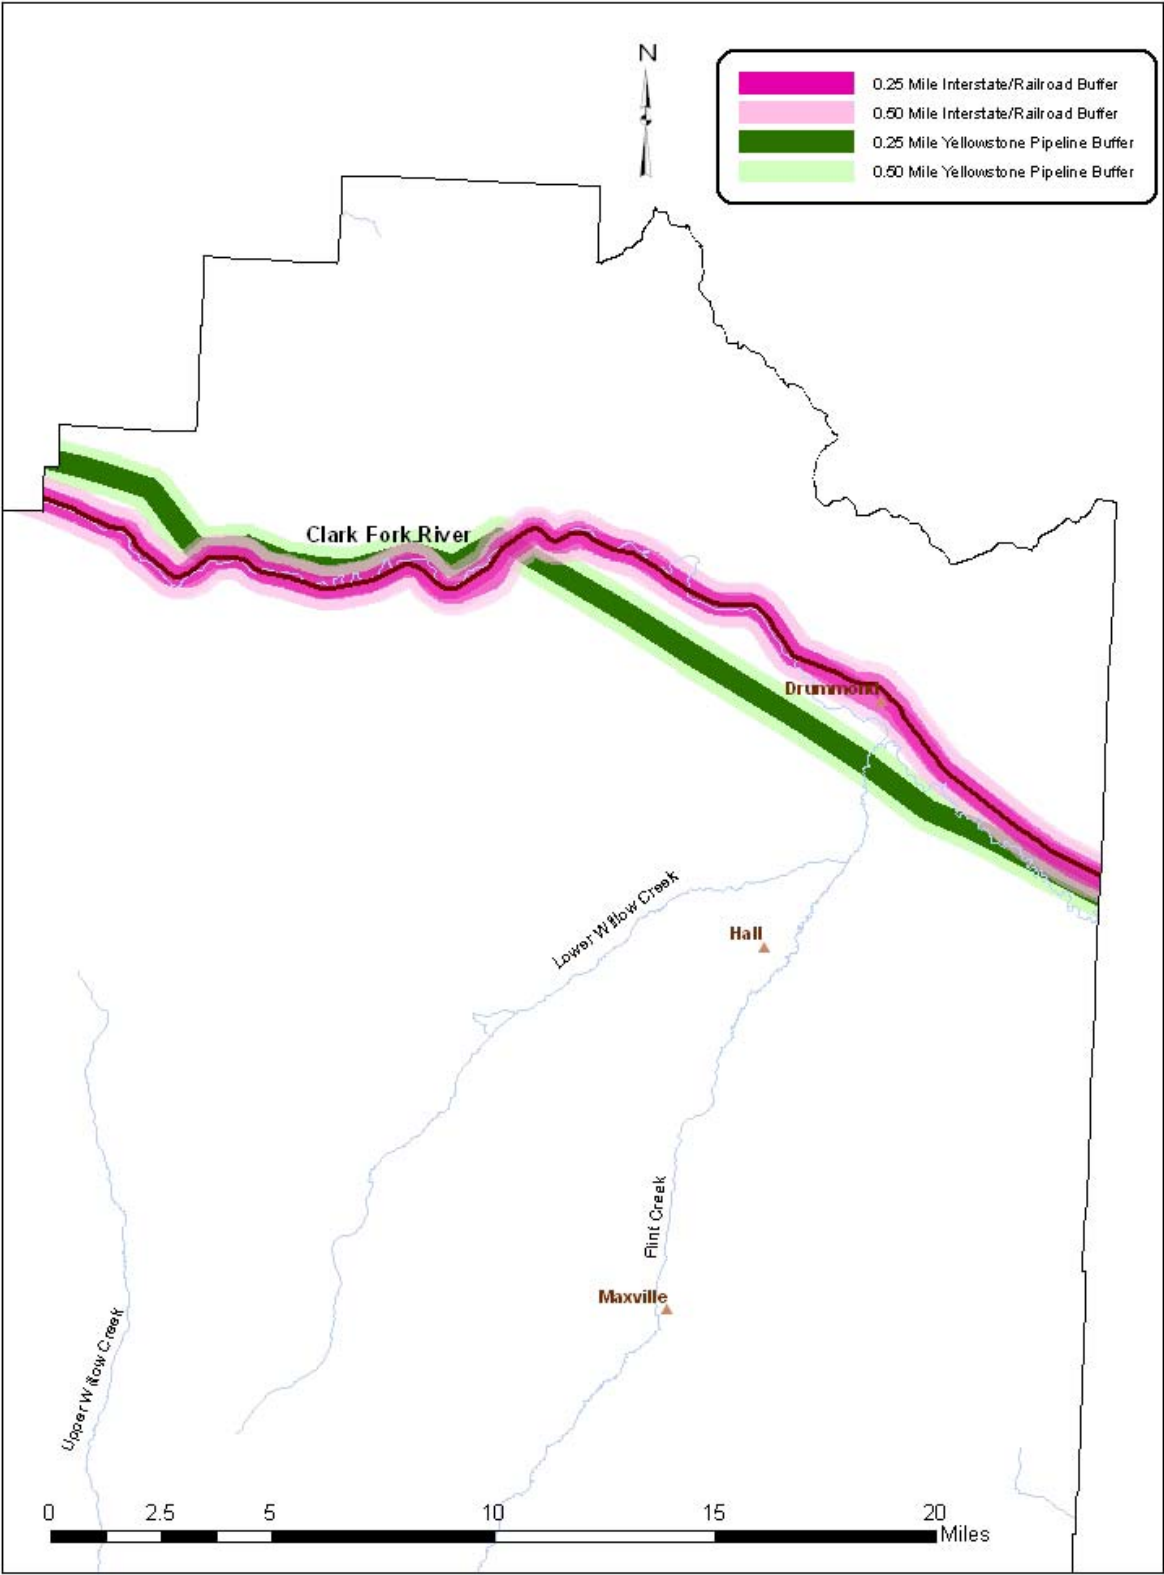 N
0.25 Mile Interstate/Railroad Buffer
0.50 Mile Interstate/Railroad Buffer
0.25 Mile Yellowstone Pipeline Buffer
0.50 Mile Yellowstone Pipeline Buffer
Clark Fork River
Drummond
Lower Willow Creek
Hall
Flint Creek
Maxville
Upper Willow Creek
0 2.5 5 10 15 20
Miles